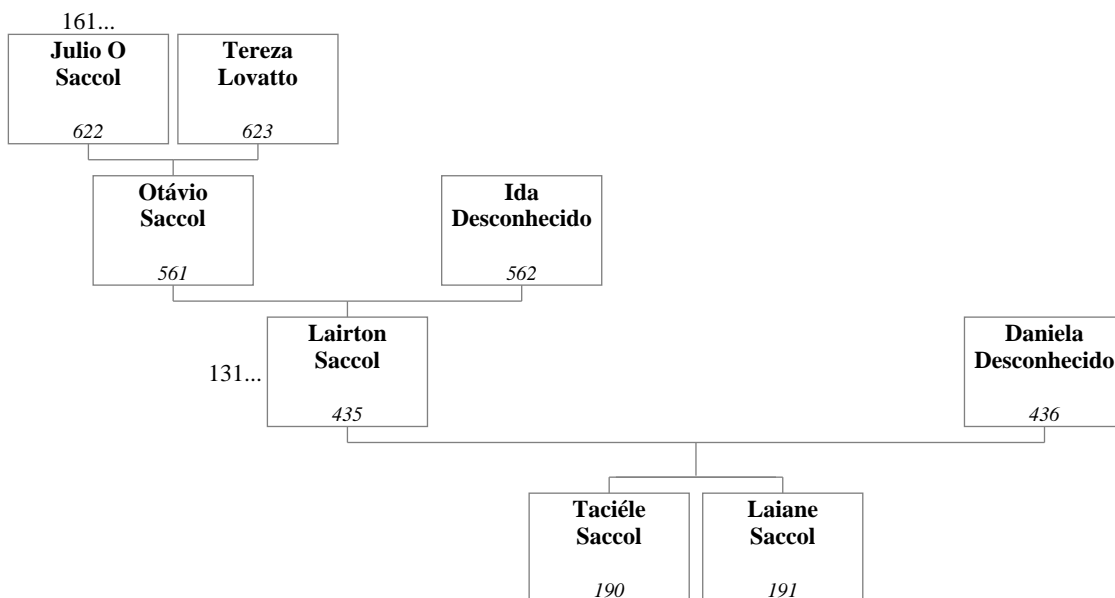 161...
Julio O
Saccol
622
Tereza
Lovatto
623
Otávio
Saccol
561
Ida
Desconhecido
562
131...
Lairton
Saccol
435
Daniela
Desconhecido
436
Taciéle
Saccol
190
Laiane
Saccol
191